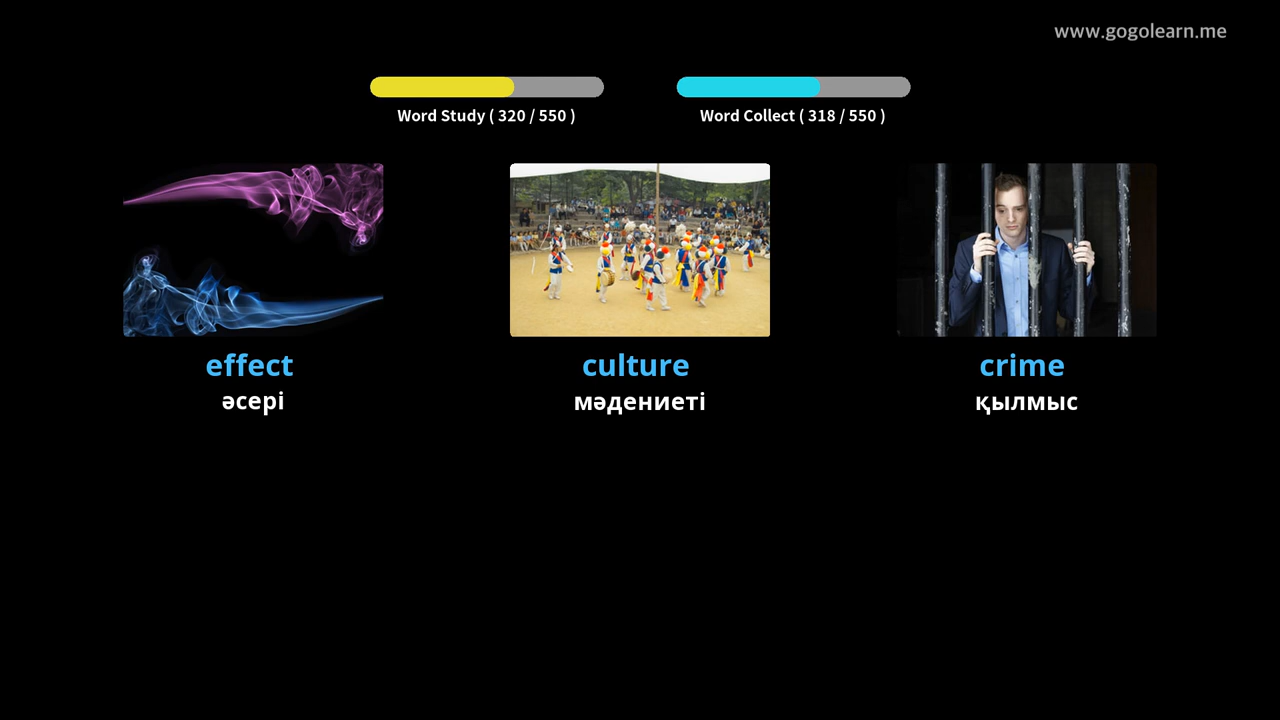 www.gogolearn.me
Word Study ( 320 / 550 )
Word Collect ( 318 / 550 )
effect
culture
crime
әсері
мәдениеті
қылмыс